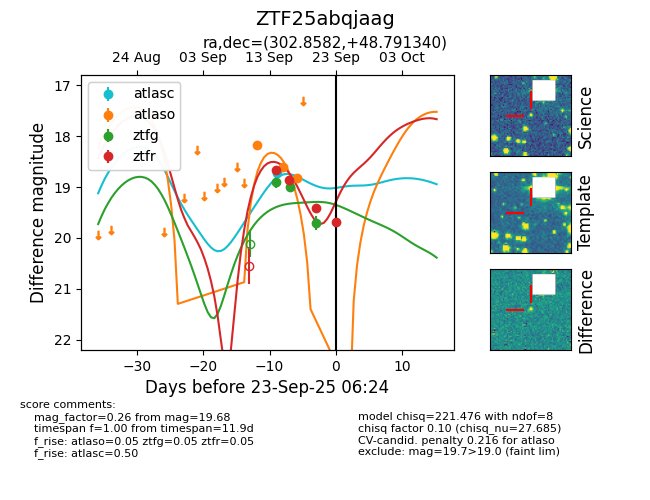 ZTF25abqjaag
ra,dec=(302.8582,+48.791340)
24 Aug 03 Sep 13 Sep 23 Sep 03 Oct
17
18
19
20
21
22
Difference magnitude
atlasc
atlaso
ztfg
ztfr
−30 −20 −10 0 10
Days before 23-Sep-25 06:24
Science
Template
Difference
score comments:
mag_factor=0.26 from mag=19.68
timespan f=1.00 from timespan=11.9d
f_rise: atlaso=0.05 ztfg=0.05 ztfr=0.05
f_rise: atlasc=0.50
model chisq=221.476 with ndof=8
chisq factor 0.10 (chisq_nu=27.685)
CV-candid. penalty 0.216 for atlaso
exclude: mag=19.7>19.0 (faint lim)